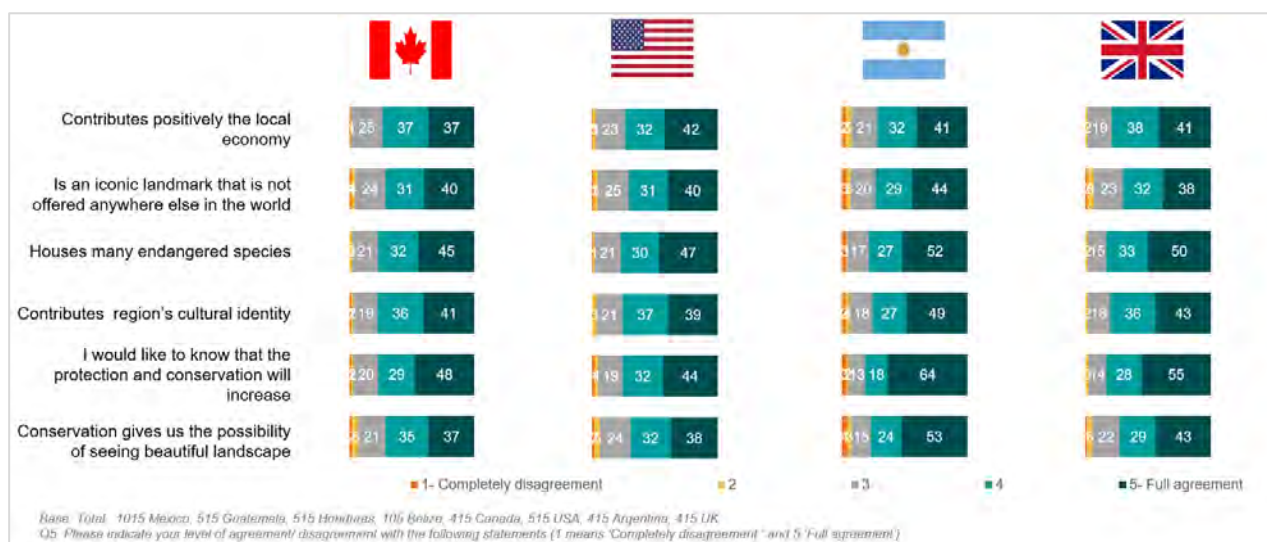 Contributes positively the local
economy
25 37 37
23 32 42
21 32 41
19 38 41
Is an iconic landmark that is not
offered anywhere else in the world
24 31 40
25 31 40
20 29 44
23 32 38
Houses many endangered species
21 32 45
21 30 47
17 27 52
15 33 50
Contributes region's cultural identity
19 36 41
21 37 39
18 27 49
18 36 43
I would like to know that the
protection and conservation will
increase
20 29 48
19 32 44
13 18 64
14 28 55
Conservation gives us the possibility
of seeing beautiful landscape
21 35 37
24 32 38
15 24 53
22 29 43
1- Completely disagreement 2 3 4 5- Full agreement
Base: Total: 1015 Mexico, 515 Guatemala, 515 Honduras, 105 Belize, 415 Canada, 515 USA, 415 Argentina, 415 UK
Q5. Please indicate your level of agreement/ disagreement with the following statements (1 means 'Completely disagreement ' and 5 'Full agreement')